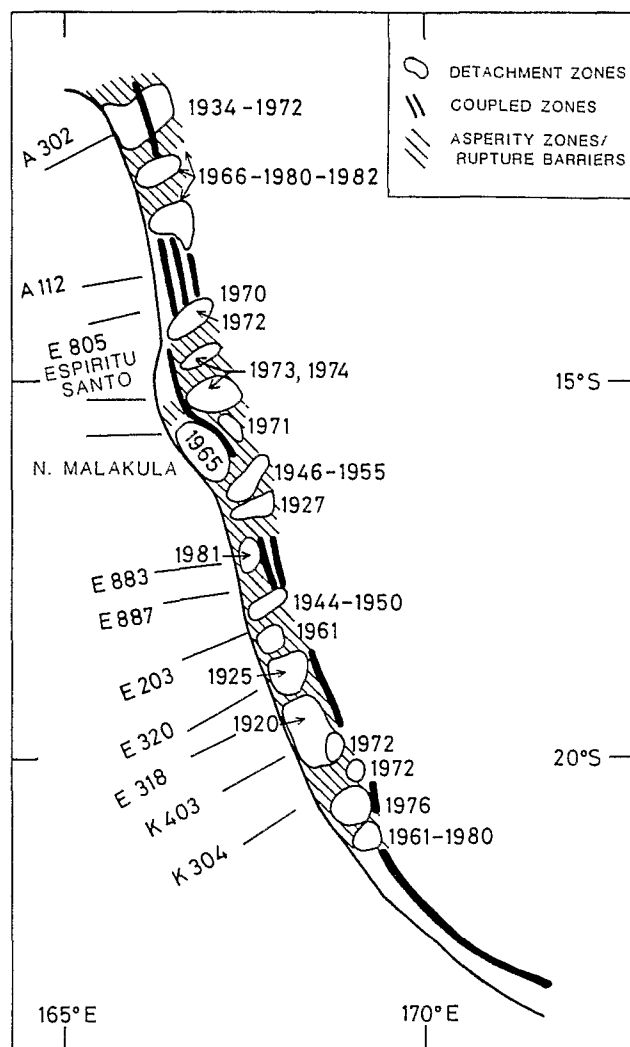 DETACHMENT ZONES
COUPLED ZONES
ASPERITY ZONES/
RUPTURE BARRIERS
1934-1972
A 302
1966-1980-1982
A 112
1970
1972
E 805
ESPIRITU
SANTO
1973, 1974
15°S
1971
1965
N. MALAKULA
1946-1955
1927
1981
E 883
E 887
1944-1950
1961
E 203
1925
E 320
1920
1972
E 318
1972
20°S
K 403
1976
1961-1980
K 304
165°E
170°E